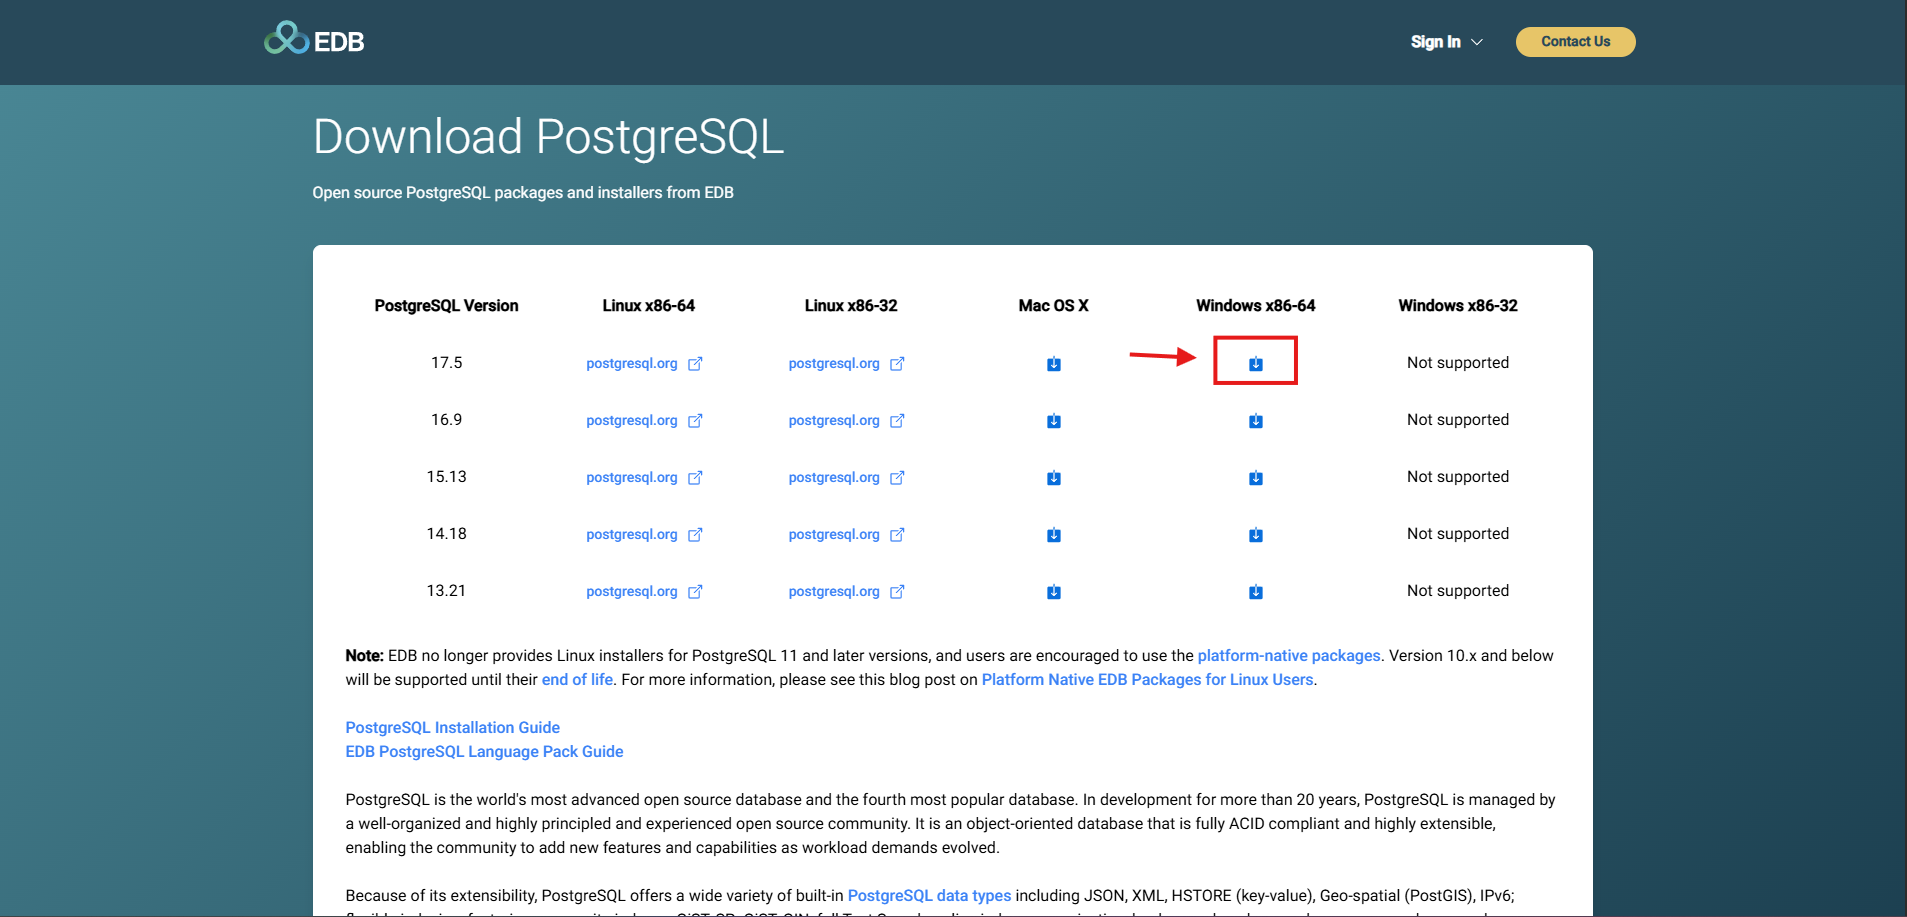 EDB
Sign In
Contact Us
Download PostgreSQL
Open source PostgreSQL packages and installers from EDB
PostgreSQL Version Linux x86-64 Linux x86-32 Mac OS X Windows x86-64 Windows x86-32
17.5 postgresql.org postgresql.org Not supported
16.9 postgresql.org postgresql.org Not supported
15.13 postgresql.org postgresql.org Not supported
14.18 postgresql.org postgresql.org Not supported
13.21 postgresql.org postgresql.org Not supported
Note: EDB no longer provides Linux installers for PostgreSQL 11 and later versions, and users are encouraged to use the platform-native packages. Version 10.x and below
will be supported until their end of life. For more information, please see this blog post on Platform Native EDB Packages for Linux Users.
PostgreSQL Installation Guide
EDB PostgreSQL Language Pack Guide
PostgreSQL is the world's most advanced open source database and the fourth most popular database. In development for more than 20 years, PostgreSQL is managed by
a well-organized and highly principled and experienced open source community. It is an object-oriented database that is fully ACID compliant and highly extensible,
enabling the community to add new features and capabilities as workload demands evolved.
Because of its extensibility, PostgreSQL offers a wide variety of built-in PostgreSQL data types including JSON, XML, HSTORE (key-value), Geo-spatial (PostGIS), IPv6;